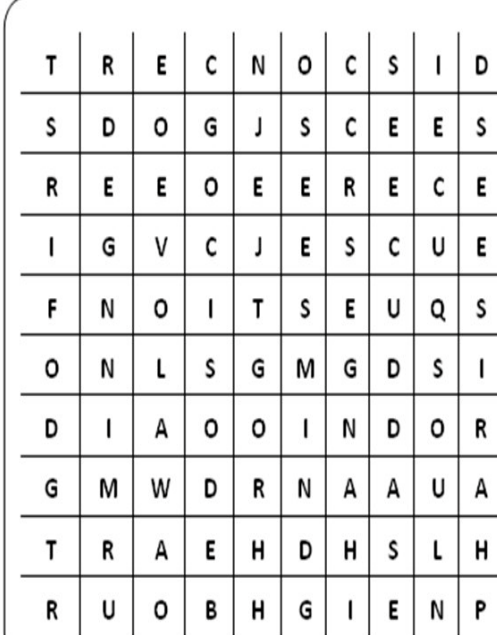 T R E C N O C S I D
S D O G J S C E E S
R E E O E E R E C E
I G V C J E S C U E
F N O I T S E U Q S
O N L S G M G D S I
D I A O O I N D O R
G M W D R N A A U A
T R A E H D H S L H
R U O B H G I E N P